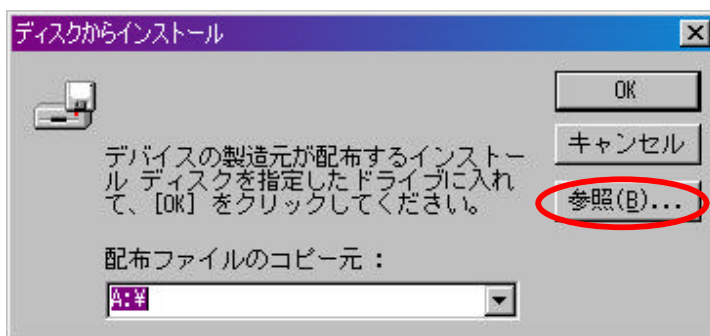 ディスクからインストール
OK
キャンセル
参照(B)...
デバイスの製造元が配布するインストー
ル ディスクを指定したドライブに入れ
て、[OK] をクリックしてください。
配布ファイルのコピー元 :
A:¥